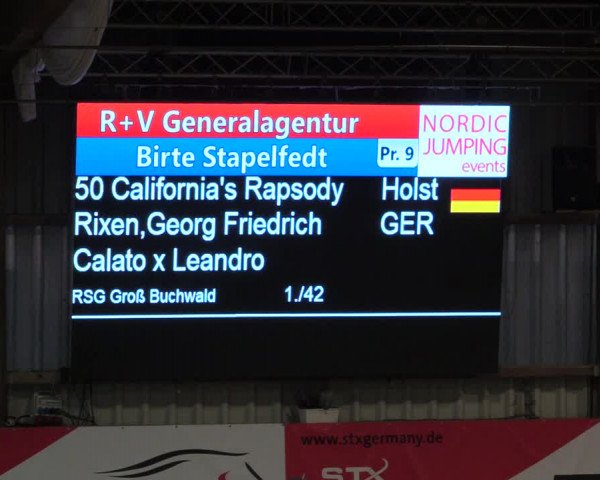 R+V Generalagentur
Birte Stapelfedt
Pr. 9
NORDIC
JUMPING
events
50 California's Rapsody Holst
Rixen,Georg Friedrich GER
Calato x Leandro
RSG Groß Buchwald 1./42
www.stxgermany.de
STX